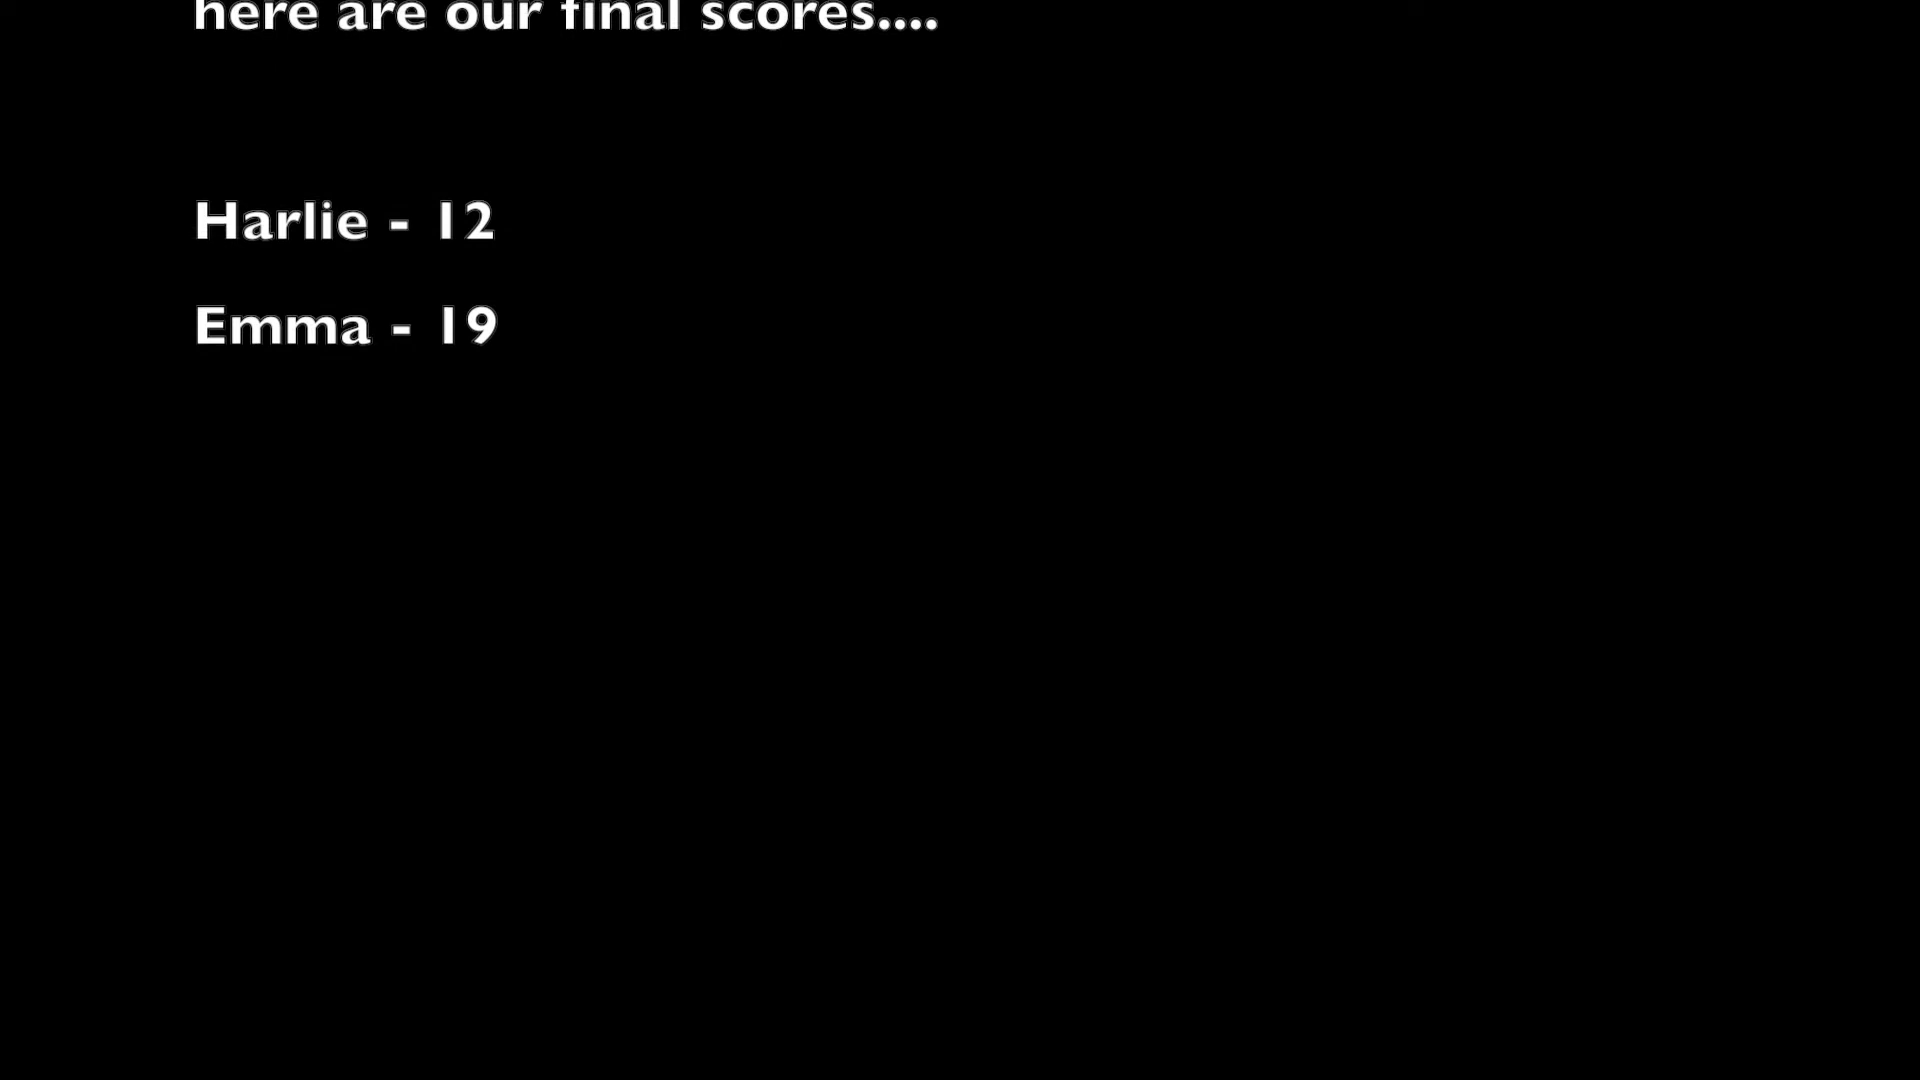 here are our final scores....
Harlie - 12
Emma - 19